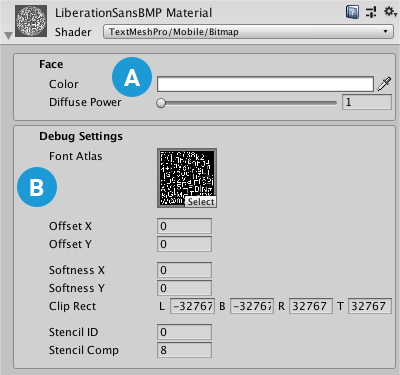 LiberationSansBMP Material
Shader TextMeshPro/Mobile/Bitmap
Face
A
Color
Diffuse Power 1
Debug Settings
Font Atlas
Select
B
Offset X 0
Offset Y 0
Softness X 0
Softness Y 0
Clip Rect L -32767 B -32767 R 32767 T 32767
Stencil ID 0
Stencil Comp 8